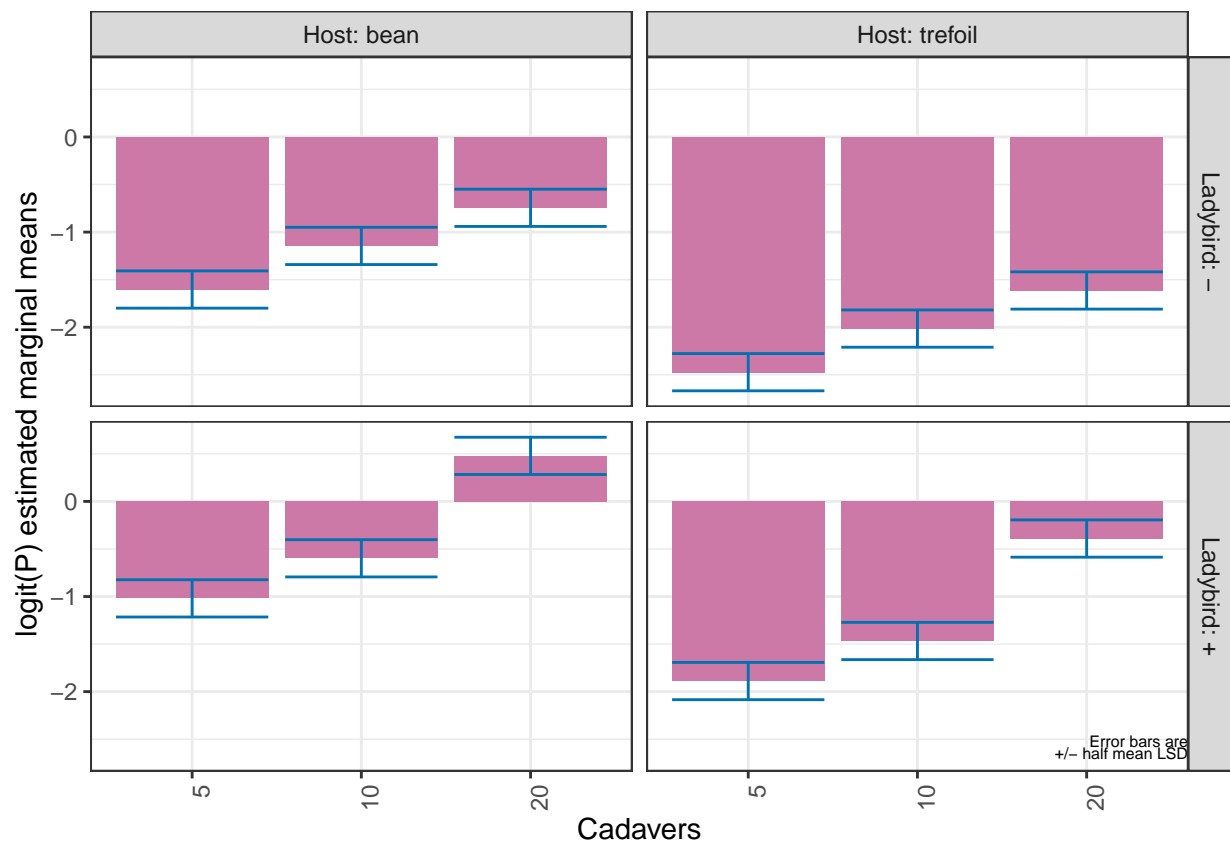 Host: bean
Host: trefoil
Ladybird: −
Ladybird: +
logit(P) estimated marginal means
0
−1
−2
0
−1
−2
Error bars are
+/− half mean LSD
5
10
20
5
10
20
Cadavers